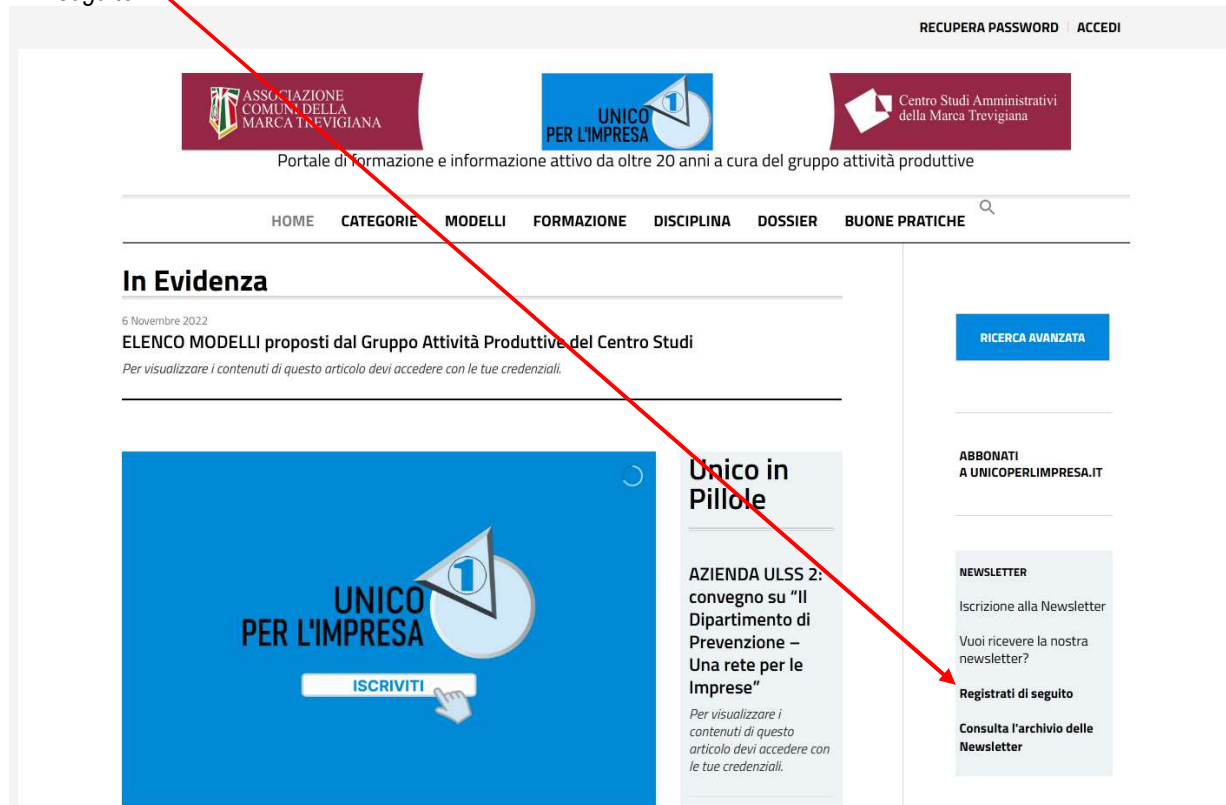 RECUPERA PASSWORD ACCEDI
ASSOCIAZIONE
COMUNI DELLA
MARCA TREVIGIANA
UNICO
PER L'IMPRESA
1
Centro Studi Amministrativi
della Marca Trevigiana
Portale di formazione e informazione attivo da oltre 20 anni a cura del gruppo attività produttive
HOME CATEGORIE MODELLI FORMAZIONE DISCIPLINA DOSSIER BUONE PRATICHE
In Evidenza
6 Novembre 2022
ELENCO MODELLI proposti dal Gruppo Attività Produttive del Centro Studi
Per visualizzare i contenuti di questo articolo devi accedere con le tue credenziali.
UNICO
PER L'IMPRESA
1
ISCRIVITI
Unico in
Pillole
AZIENDA ULSS 2:
convegno su “Il
Dipartimento di
Prevenzione –
Una rete per le
Imprese”
Per visualizzare i
contenuti di questo
articolo devi accedere con
le tue credenziali.
RICERCA AVANZATA
ABBONATI
A UNICOPERLIMPRESA.IT
NEWSLETTER
Iscrizione alla Newsletter
Vuoi ricevere la nostra
newsletter?
Registrati di seguito
Consulta l'archivio delle
Newsletter